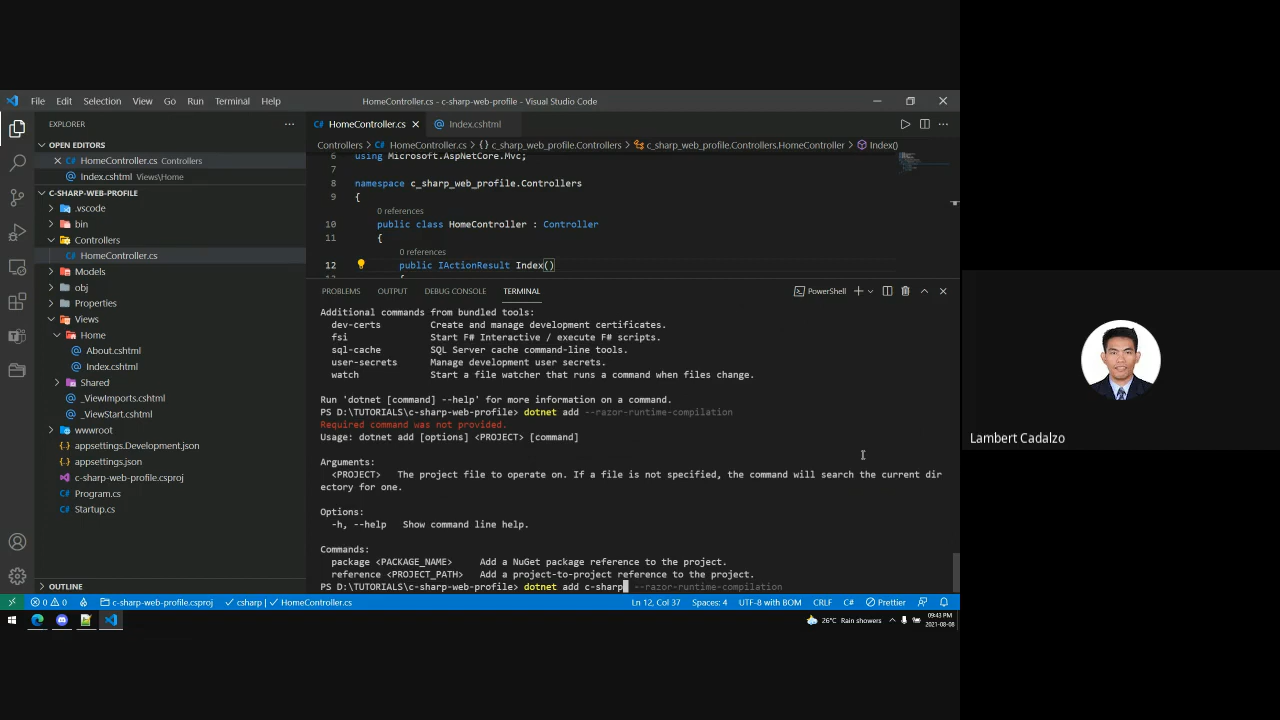 File Edit Selection View Go Run Terminal Help
HomeController.cs - c-sharp-web-profile - Visual Studio Code
EXPLORER
OPEN EDITORS
HomeController.cs Controllers
Index.cshtml Views\Home
C-SHARP-WEB-PROFILE
.vscode
bin
Controllers
HomeController.cs
Models
obj
Properties
Views
Home
About.cshtml
Index.cshtml
Shared
_ViewImports.cshtml
_ViewStart.cshtml
wwwroot
appsettings.Development.json
appsettings.json
c-sharp-web-profile.csproj
Program.cs
Startup.cs
OUTLINE
HomeController.cs Index.cshtml
Controllers > HomeController.cs > {} c_sharp_web_profile.Controllers > c_sharp_web_profile.Controllers.HomeController > Index()
6 using Microsoft.AspNetCore.Mvc;
7
8 namespace c_sharp_web_profile.Controllers
9 {
0 references
10 public class HomeController : Controller
11 {
0 references
12 public IActionResult Index()
PROBLEMS OUTPUT DEBUG CONSOLE TERMINAL
PowerShell
Additional commands from bundled tools:
dev-certs Create and manage development certificates.
fsi Start F# Interactive / execute F# scripts.
sql-cache SQL Server cache command-line tools.
user-secrets Manage development user secrets.
watch Start a file watcher that runs a command when files change.
Run 'dotnet [command] --help' for more information on a command.
PS D:\TUTORIALS\c-sharp-web-profile> dotnet add --razor-runtime-compilation
Required command was not provided.
Usage: dotnet add [options] <PROJECT> [command]
Arguments:
<PROJECT> The project file to operate on. If a file is not specified, the command will search the current dir
ectory for one.
Options:
-h, --help Show command line help.
Commands:
package <PACKAGE_NAME> Add a NuGet package reference to the project.
reference <PROJECT_PATH> Add a project-to-project reference to the project.
PS D:\TUTORIALS\c-sharp-web-profile> dotnet add c-sharp --razor-runtime-compilation
0 0 c-sharp-web-profile.csproj csharp | HomeController.cs
Ln 12, Col 37 Spaces: 4 UTF-8 with BOM CRLF C# Prettier
26°C Rain showers
09:43 PM
2021-08-08
Lambert Cadalzo